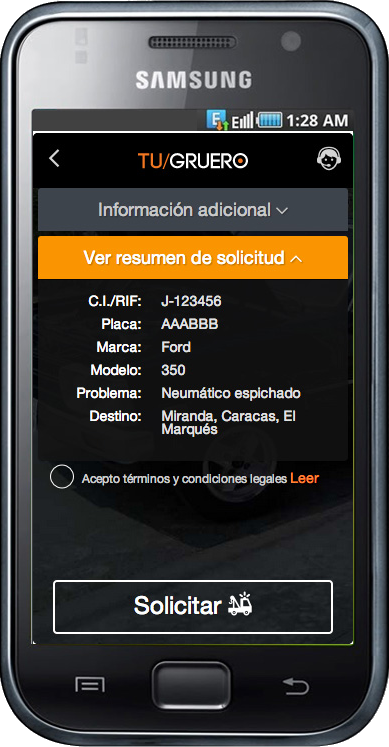 SAMSUNG
E 1:28 AM
TU/GRUERO
Información adicional
Ver resumen de solicitud
C.I./RIF: J-123456
Placa: AAABBB
Marca: Ford
Modelo: 350
Problema: Neumático espichado
Destino: Miranda, Caracas, El
Marqués
Acepto términos y condiciones legales Leer
Solicitar